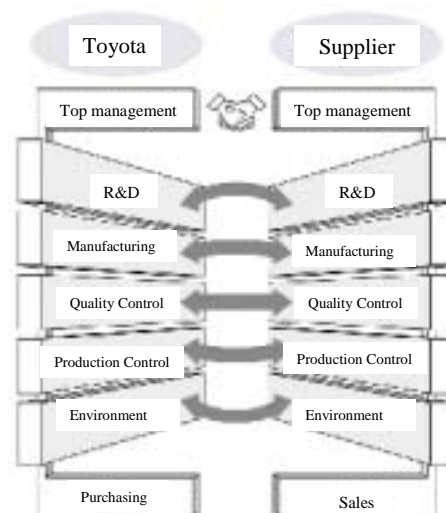 Toyota Supplier
Top management Top management
R&D R&D
Manufacturing Manufacturing
Quality Control Quality Control
Production Control Production Control
Environment Environment
Purchasing Sales